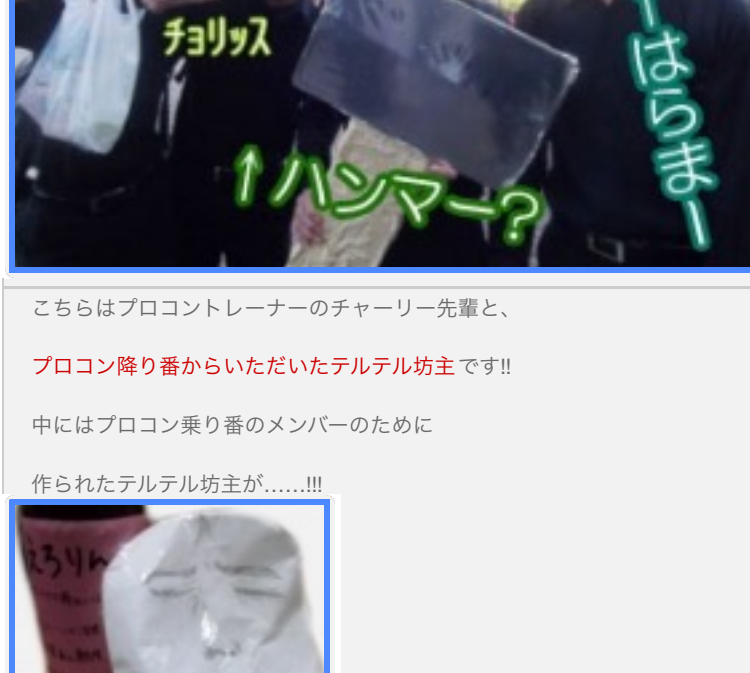 チョリッス
ーはらまー
↑ハンマー?
こちらはプロコントレーナーのチャーリー先輩と、
プロコン降り番からいただいたテルテル坊主です!!
中にはプロコン乗り番のメンバーのために
作られたテルテル坊主が……!!!
えろりん